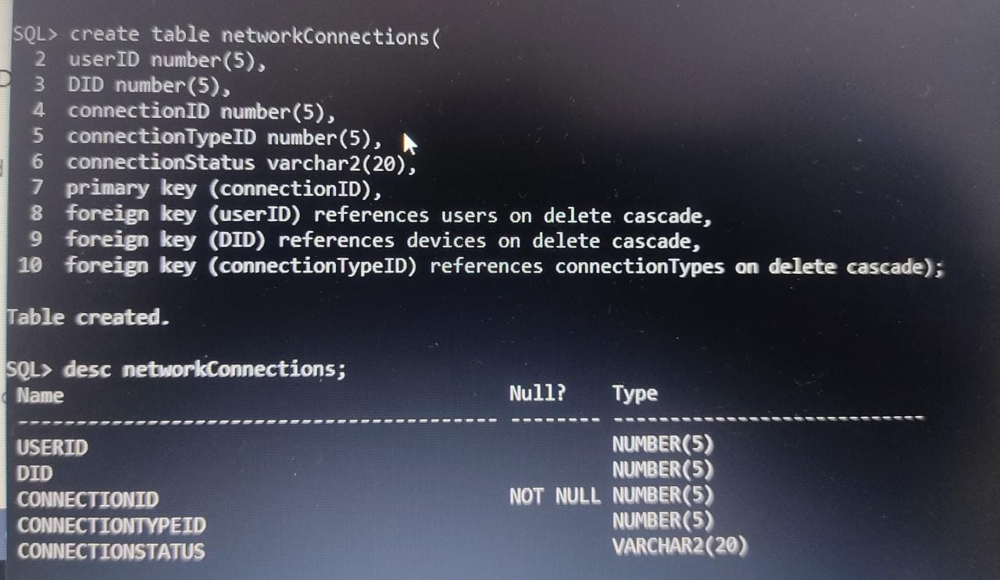 SQL> create table networkConnections(
2 userID number(5),
3 DID number(5),
4 connectionID number(5),
5 connectionTypeID number(5),
6 connectionStatus varchar2(20),
7 primary key (connectionID),
8 foreign key (userID) references users on delete cascade,
9 foreign key (DID) references devices on delete cascade,
10 foreign key (connectionTypeID) references connectionTypes on delete cascade);
Table created.
SQL> desc networkConnections;
Name Null? Type
----------------------------------------- -------- ----------------------------
USERID NUMBER(5)
DID NUMBER(5)
CONNECTIONID NOT NULL NUMBER(5)
CONNECTIONTYPEID NUMBER(5)
CONNECTIONSTATUS VARCHAR2(20)